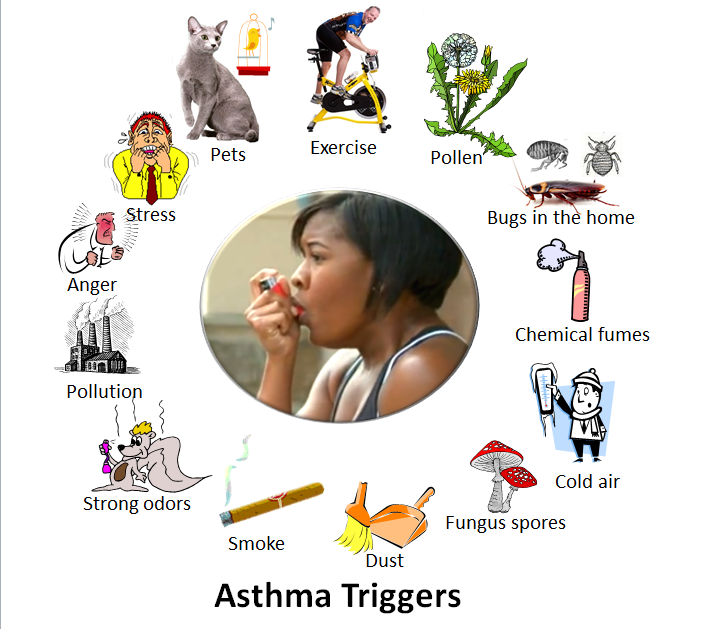 Pets
Exercise
Pollen
Bugs in the home
Chemical fumes
Cold air
Fungus spores
Dust
Smoke
Strong odors
Pollution
Anger
Stress
Asthma Triggers